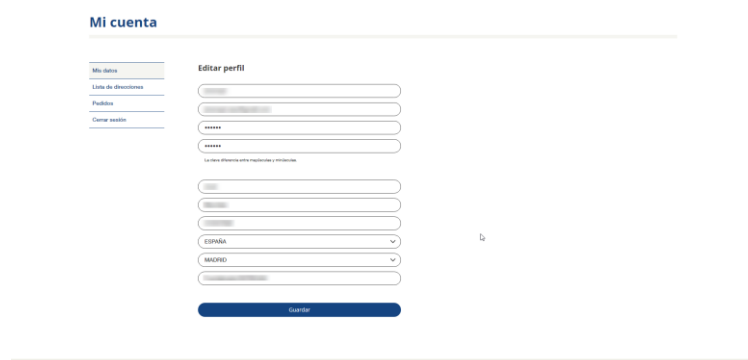 Mi cuenta
Mis datos
Lista de direcciones
Pedidos
Cerrar sesión
Editar perfil
••••••
••••••
La clave diferencia entre mayúsculas y minúsculas.
ESPAÑA
MADRID
Guardar